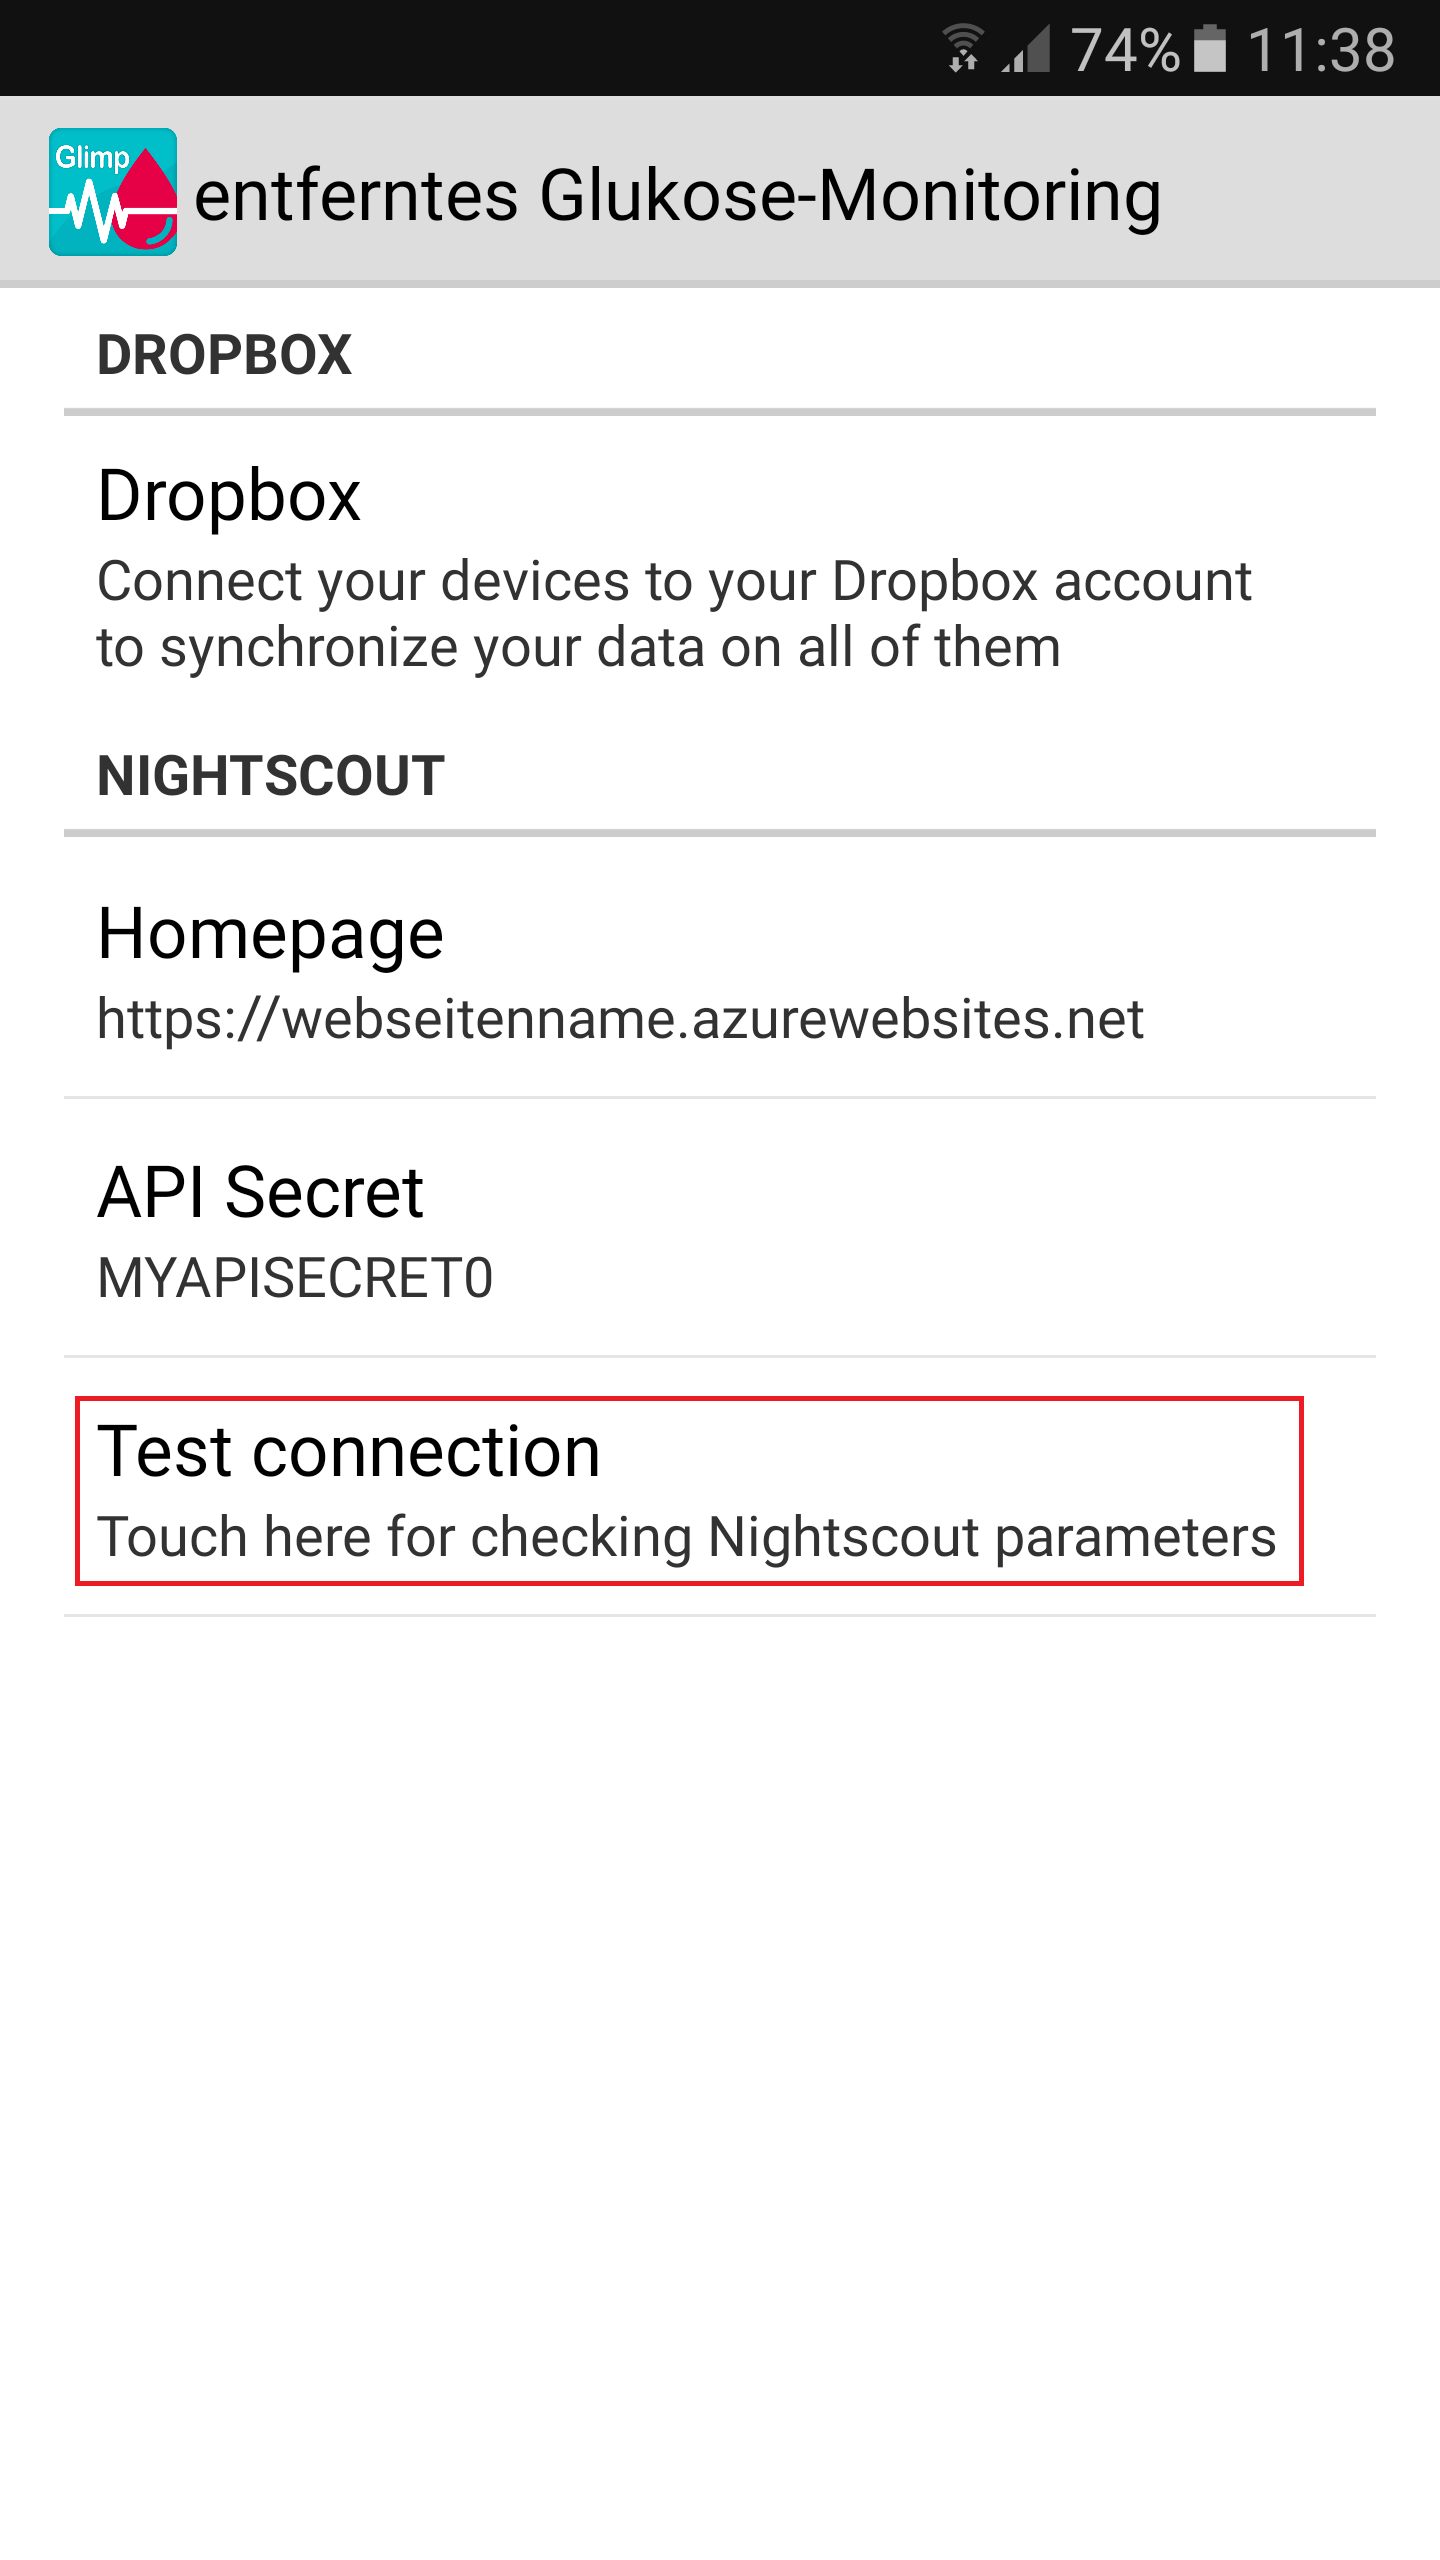 74% 11:38
Glimp
entferntes Glukose-Monitoring
DROPBOX
Dropbox
Connect your devices to your Dropbox account
to synchronize your data on all of them
NIGHTSCOUT
Homepage
https://webseitenname.azurewebsites.net
API Secret
MYAPISECRET0
Test connection
Touch here for checking Nightscout parameters